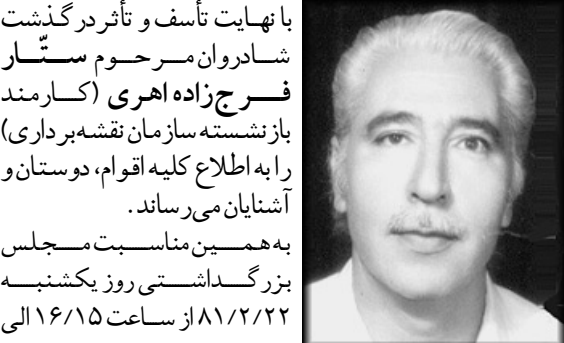 با نهایت تأسف و تأثر درگذشت
شادروان مرحوم ستّار
فرج‌زاده اهری (کارمند
بازنشسته سازمان نقشه‌برداری)
را به اطلاع کلیه اقوام، دوستان و
آشنایان می‌رساند.
به همین مناسبت مجلس
بزرگداشتی روز یکشنبه
۸۱/۲/۲۲ از ساعت ۱۶/۱۵ الی